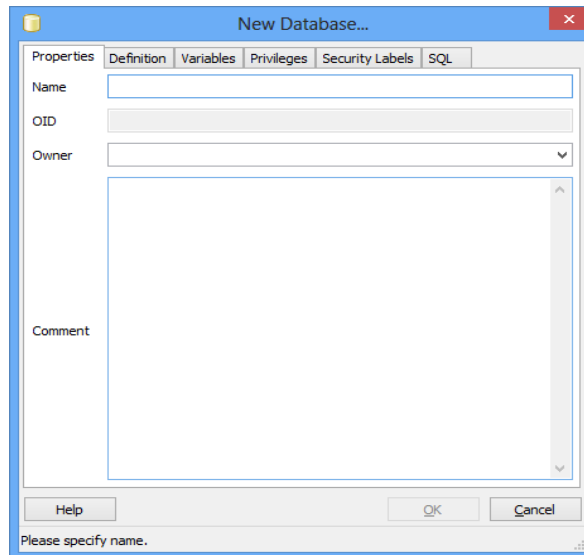 New Database...
Properties Definition Variables Privileges Security Labels SQL
Name
OID
Owner
Comment
Help OK Cancel
Please specify name.